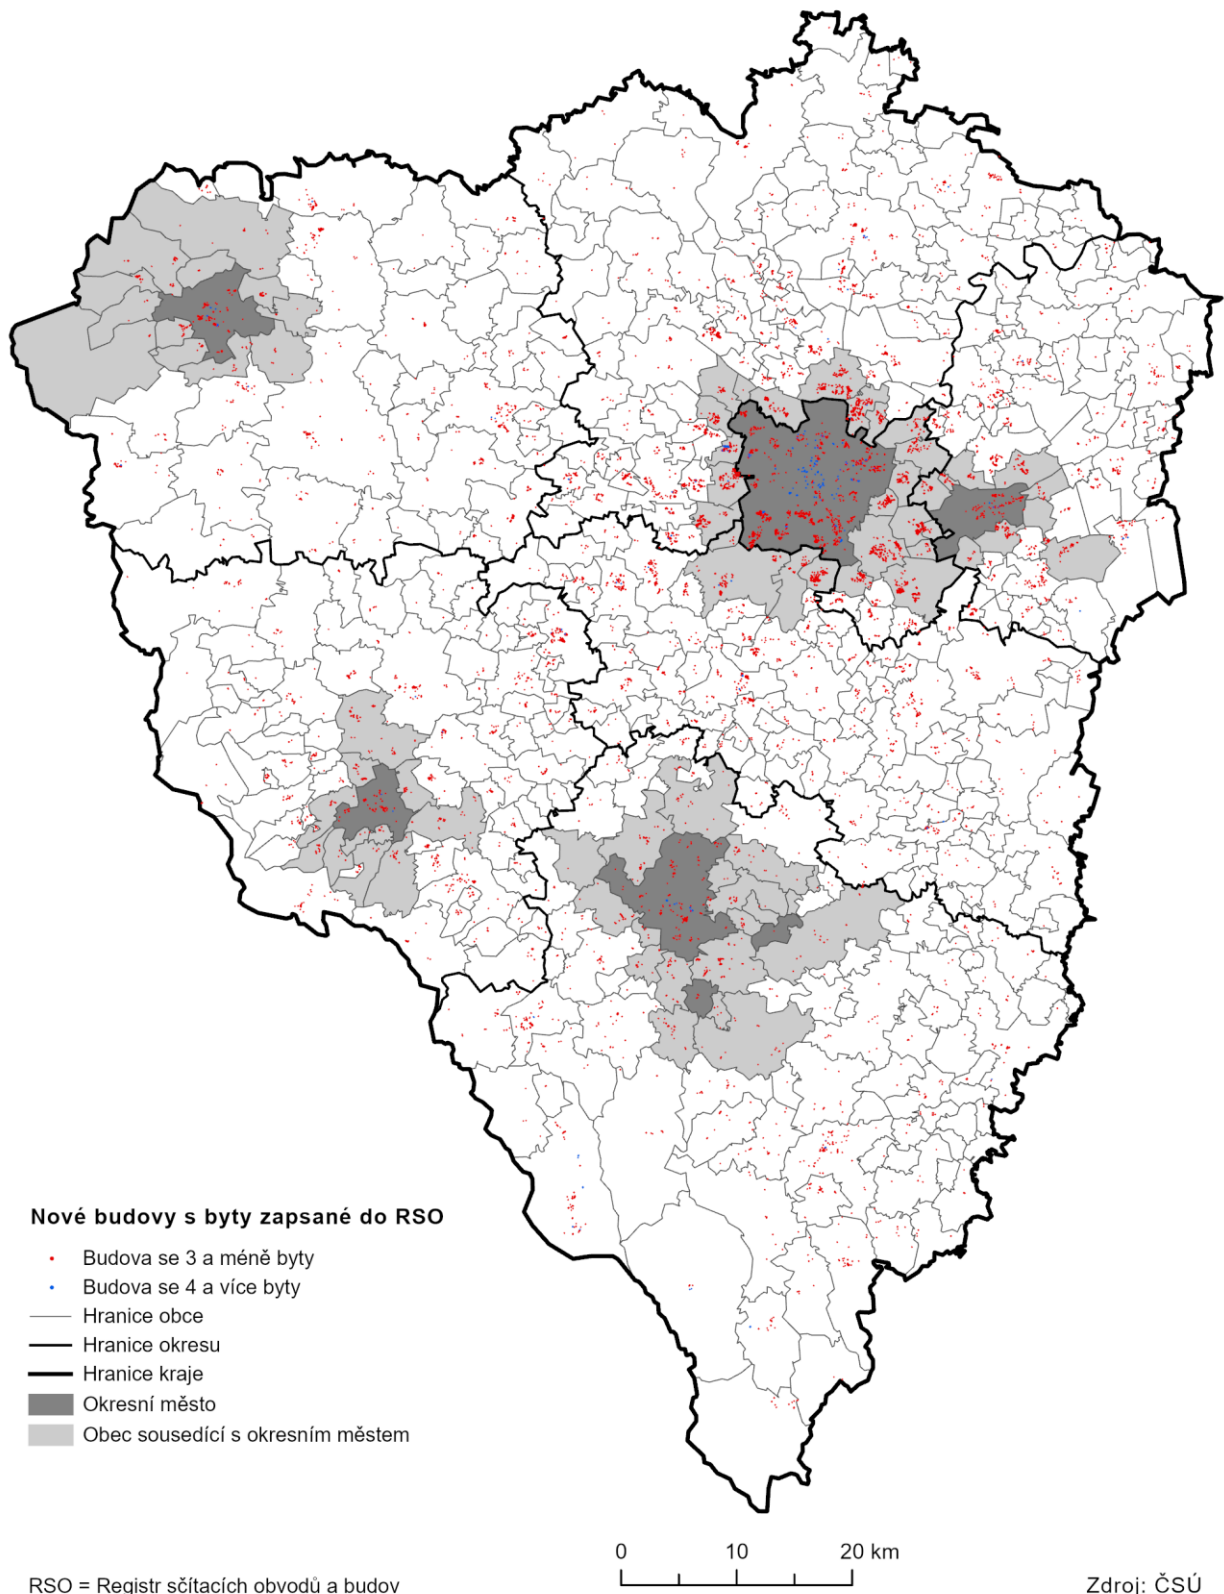 Nové budovy s byty zapsané do RSO
Budova se 3 a méně byty
Budova se 4 a více byty
Hranice obce
Hranice okresu
Hranice kraje
Okresní město
Obec sousedící s okresním městem
0 10 20 km
RSO = Registr sčítacích obvodů a budov
Zdroj: ČSÚ